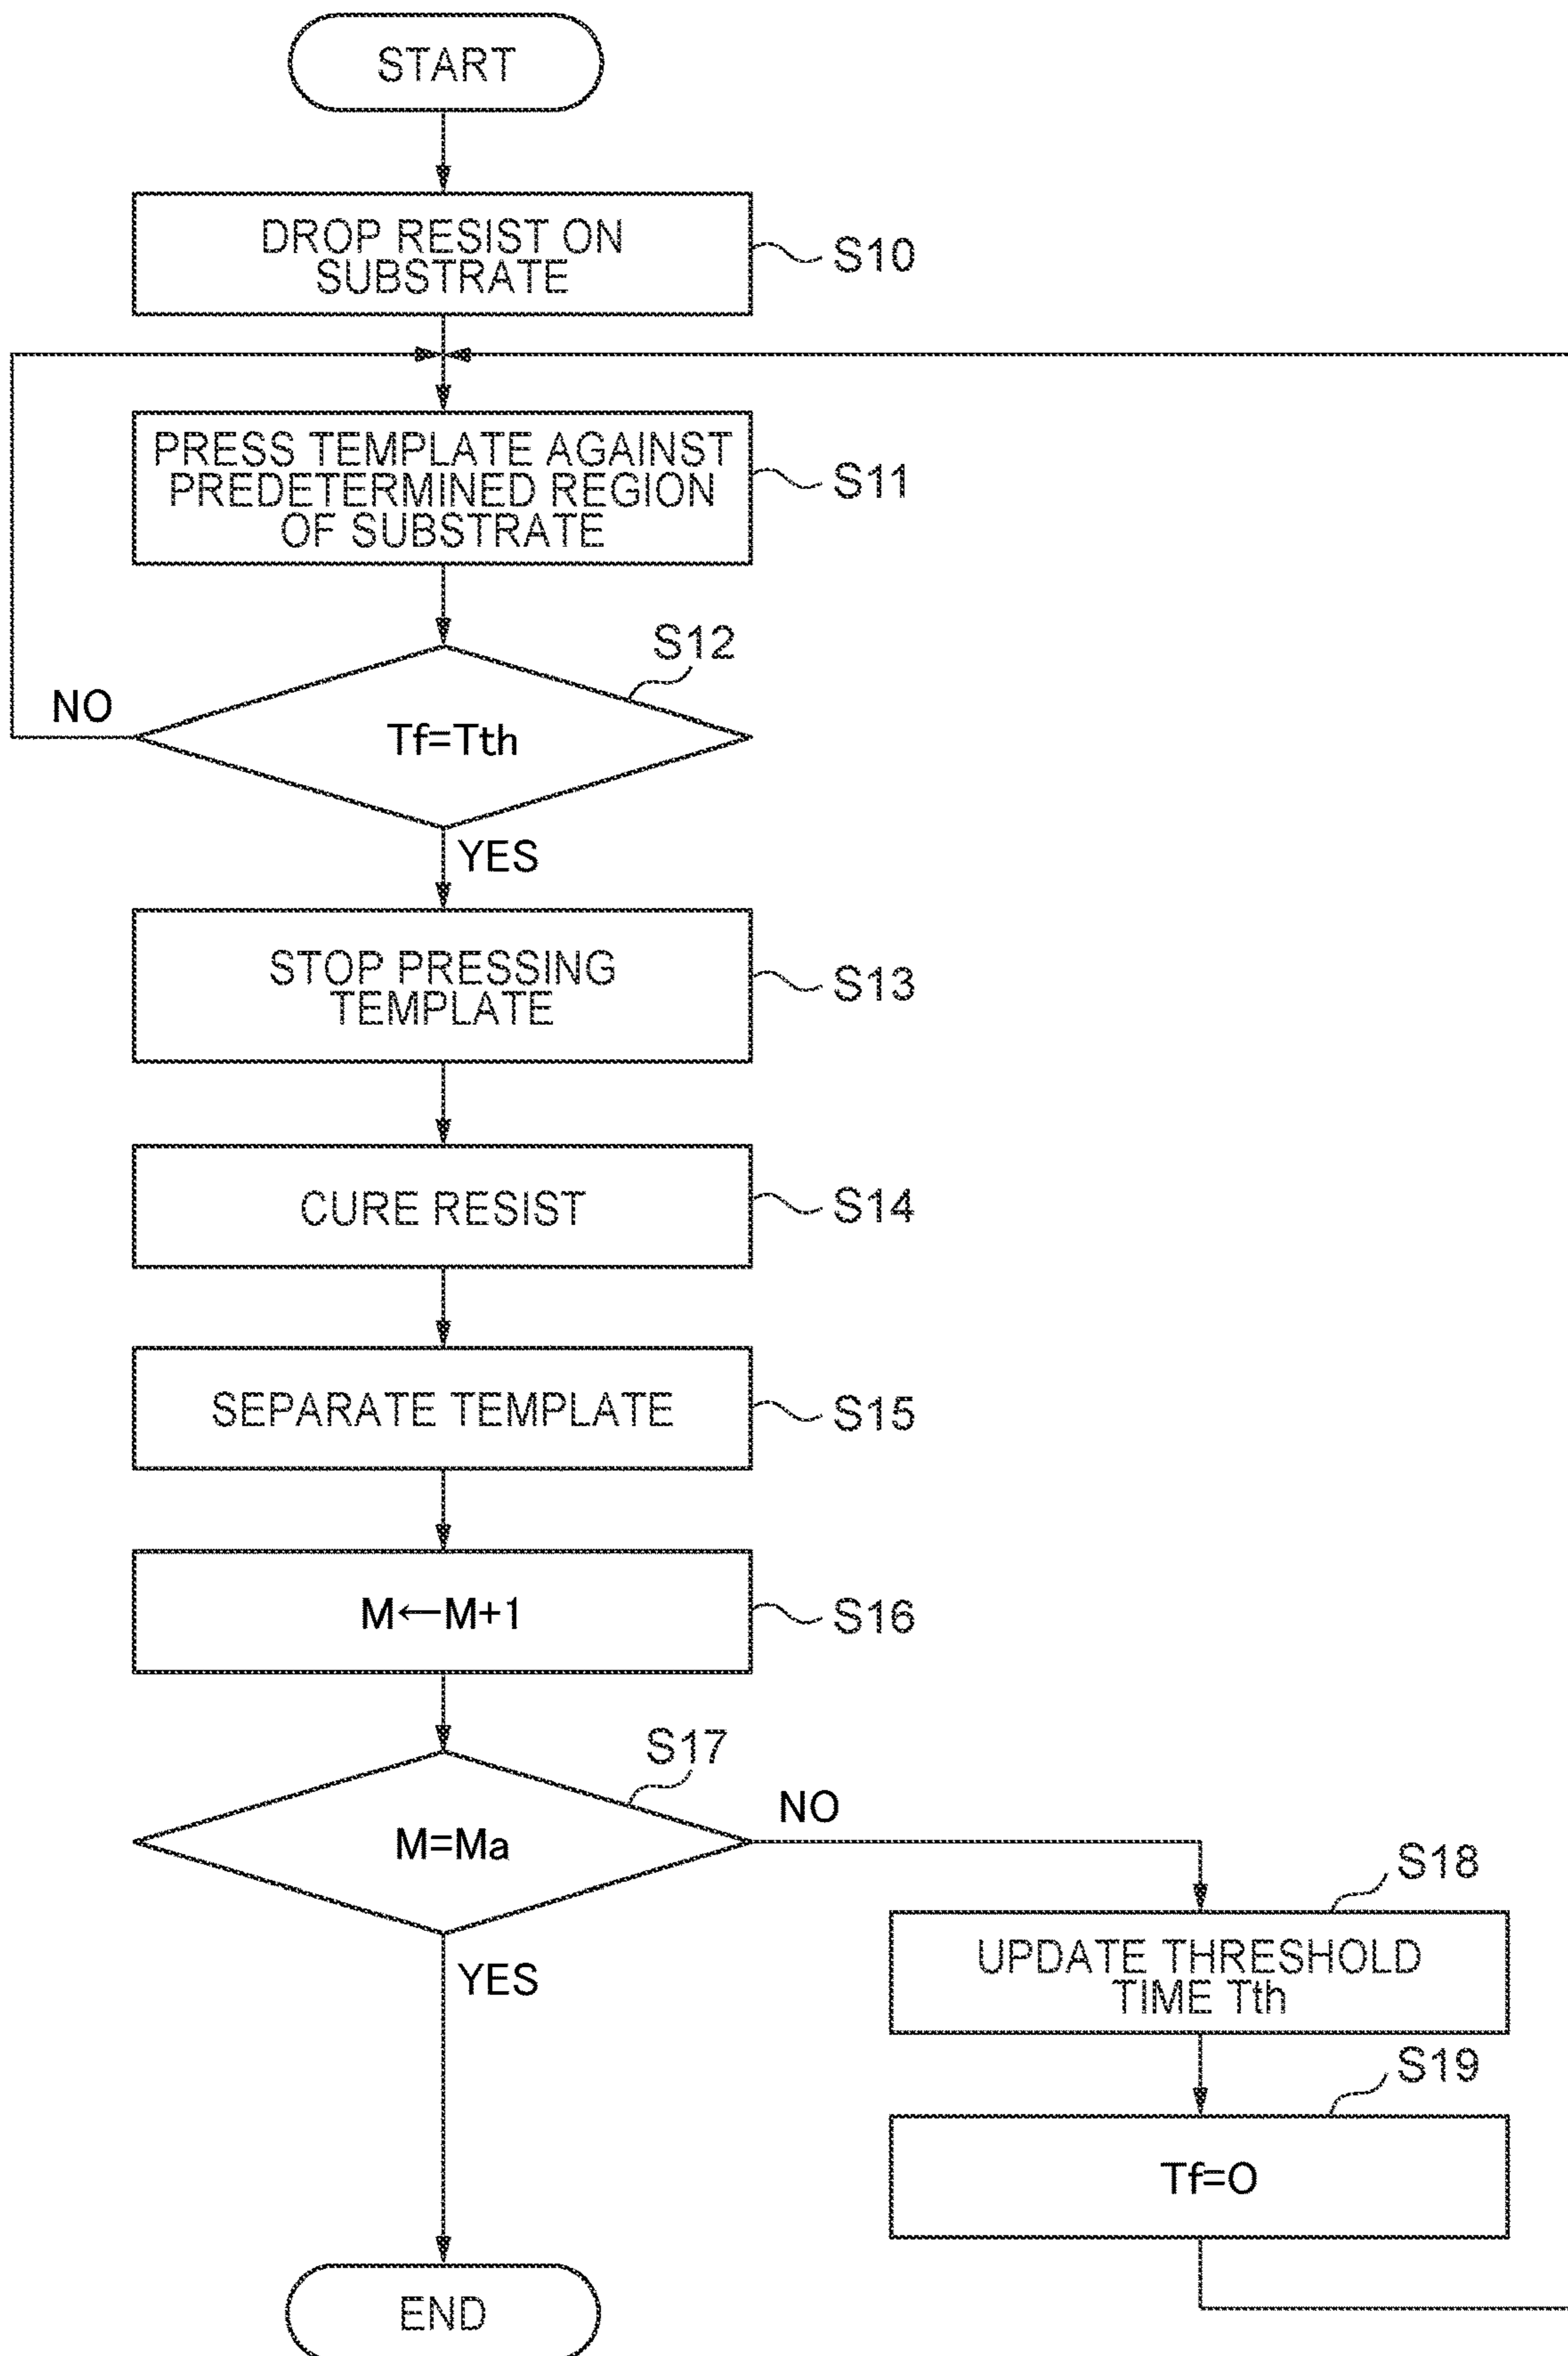 START
DROP RESIST ON
SUBSTRATE
S10
PRESS TEMPLATE AGAINST
PREDETERMINED REGION
OF SUBSTRATE
S11
S12
NO
Tf=Tth
YES
STOP PRESSING
TEMPLATE
S13
CURE RESIST
S14
SEPARATE TEMPLATE
S15
M←M+1
S16
S17
NO
M=Ma
YES
S18
UPDATE THRESHOLD
TIME Tth
S19
Tf=O
END